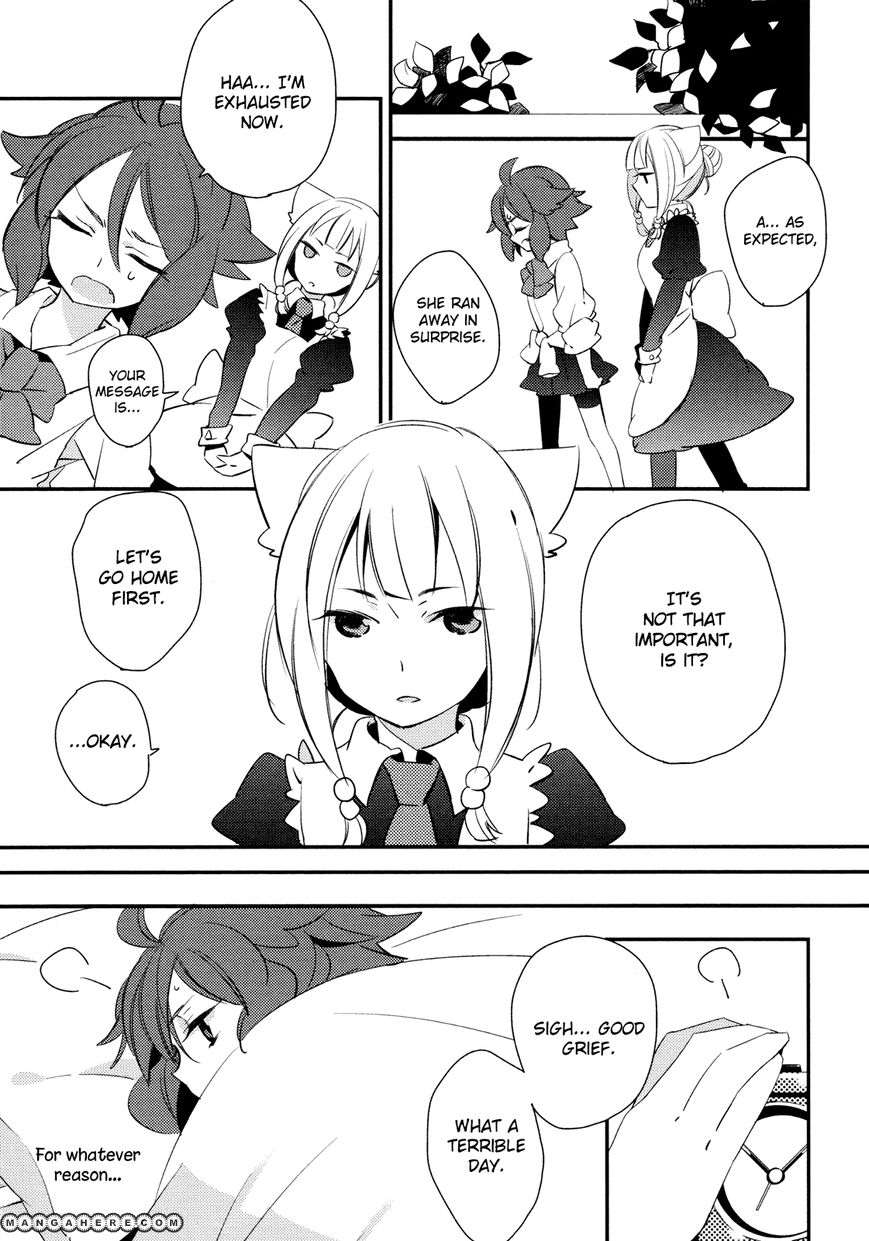 A... AS
EXPECTED,
SHE RAN
AWAY IN
SURPRISE.
HAA... I'M
EXHAUSTED
NOW.
YOUR
MESSAGE
IS...
IT'S
NOT THAT
IMPORTANT,
IS IT?
LET'S
GO HOME
FIRST.
...OKAY.
SIGH... GOOD
GRIEF.
WHAT A
TERRIBLE
DAY.
For whatever
reason...
MANGAHERE.COM